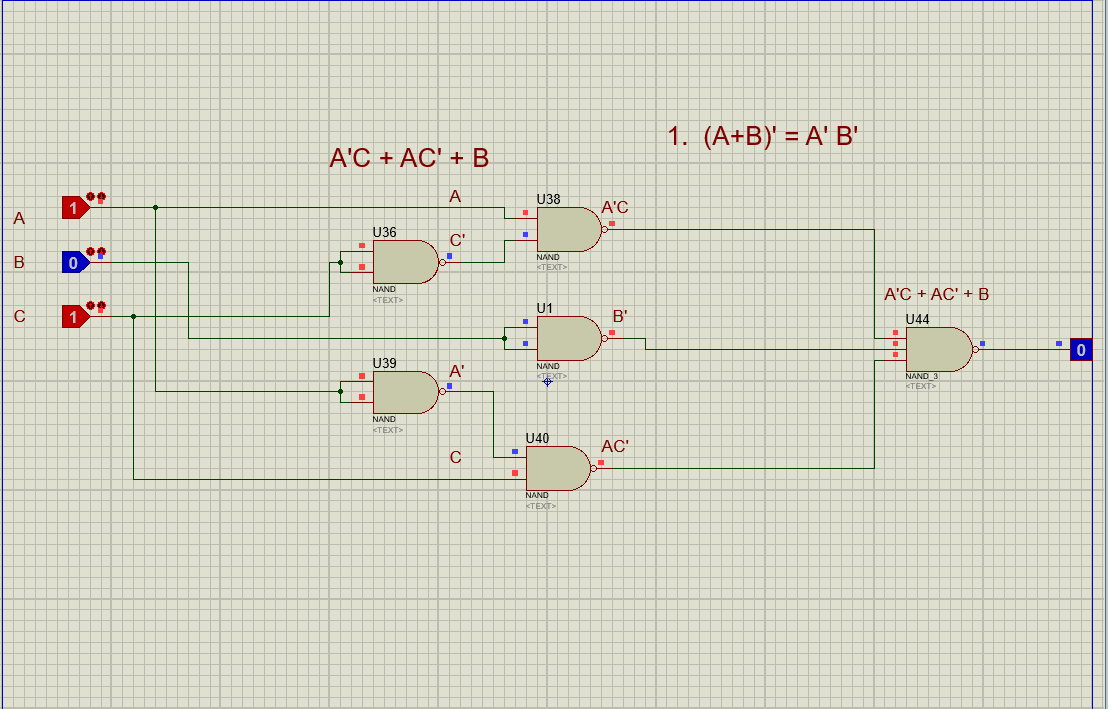 1. (A+B)' = A' B'
A'C + AC' + B
A
1
A
U38
A'C
NAND
<TEXT>
U36
C'
NAND
<TEXT>
B
0
C
1
U1
B'
NAND
<TEXT>
A'C + AC' + B
U44
NAND_3
<TEXT>
0
U39
A'
NAND
<TEXT>
C
U40
AC'
NAND
<TEXT>